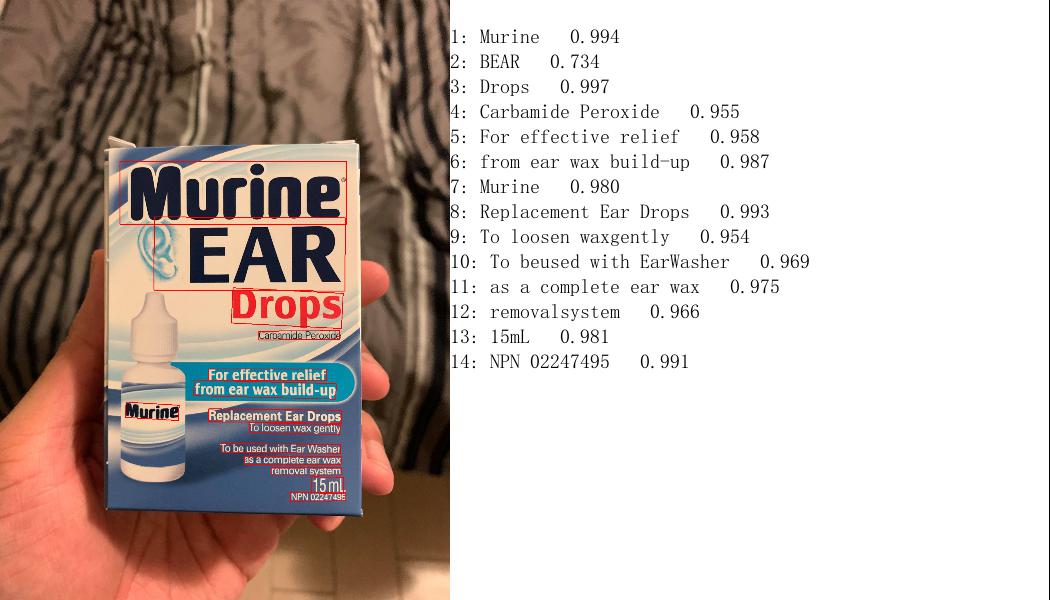 Murine®
EAR
Drops
Carbamide Peroxide
For effective relief
from ear wax build-up
Murine
Replacement Ear Drops
To loosen wax gently
To be used with Ear Washer
as a complete ear wax
removal system
15 mL
NPN 02247495
1: Murine 0.994
2: BEAR 0.734
3: Drops 0.997
4: Carbamide Peroxide 0.955
5: For effective relief 0.958
6: from ear wax build-up 0.987
7: Murine 0.980
8: Replacement Ear Drops 0.993
9: To loosen waxgently 0.954
10: To beused with EarWasher 0.969
11: as a complete ear wax 0.975
12: removalsystem 0.966
13: 15mL 0.981
14: NPN 02247495 0.991